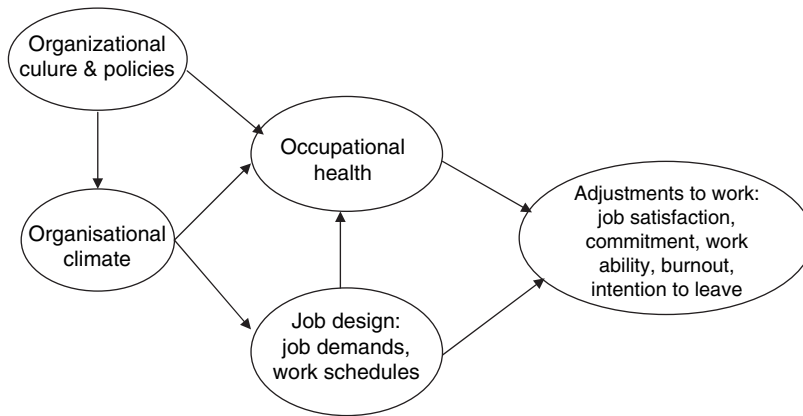 Organizational
culure & policies
Occupational
health
Organisational
climate
Adjustments to work:
job satisfaction,
commitment, work
ability, burnout,
intention to leave
Job design:
job demands,
work schedules